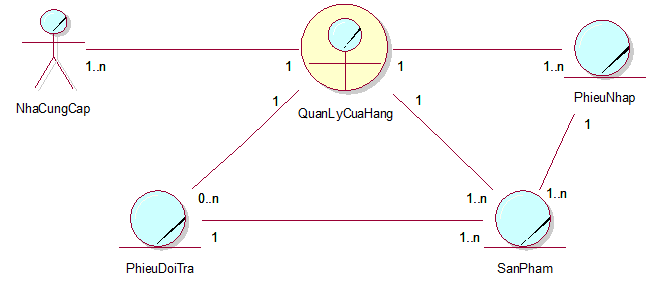 1..n
1
1
1..n
NhaCungCap
QuanLyCuaHang
PhieuNhap
1
1
1
0..n
1..n
1..n
1
1..n
PhieuDoiTra
SanPham